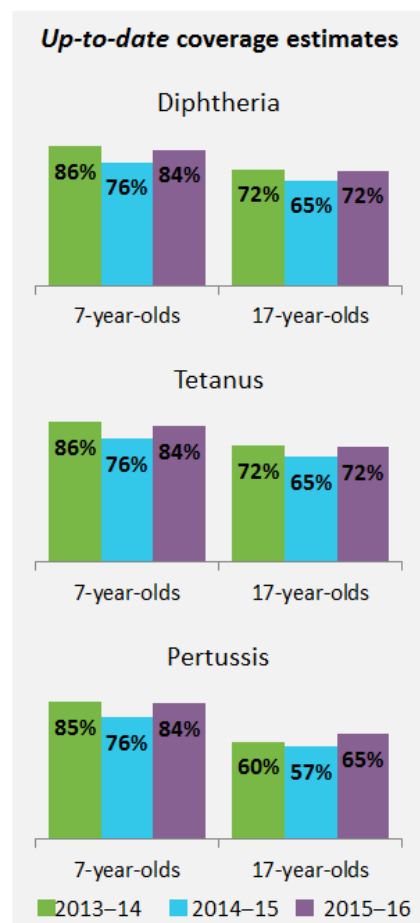 Up-to-date coverage estimates
Diphtheria
86% 76% 84% 72% 65% 72%
7-year-olds 17-year-olds
Tetanus
86% 76% 84% 72% 65% 72%
7-year-olds 17-year-olds
Pertussis
85% 76% 84% 60% 57% 65%
7-year-olds 17-year-olds
2013–14 2014–15 2015–16